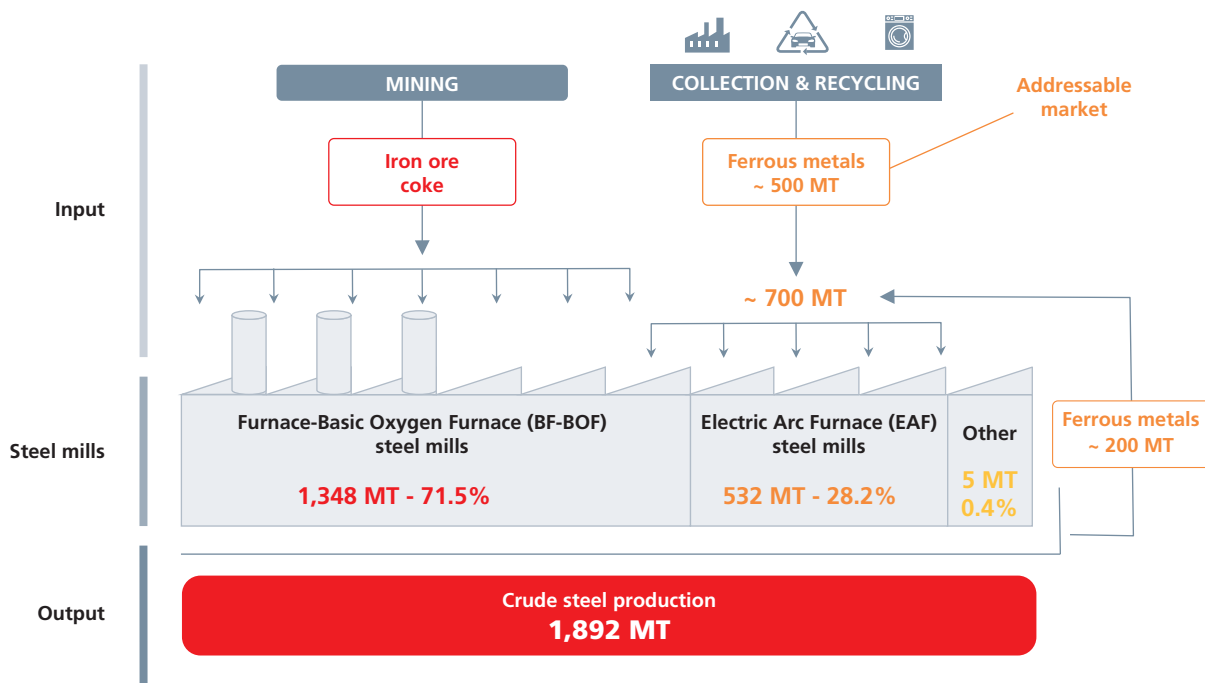 MINING
COLLECTION & RECYCLING
Addressable
market
Iron ore
coke
Ferrous metals
~ 500 MT
Input
~ 700 MT
Furnace-Basic Oxygen Furnace (BF-BOF)
steel mills
1,348 MT - 71.5%
Electric Arc Furnace (EAF)
steel mills
532 MT - 28.2%
Other
5 MT
0.4%
Ferrous metals
~ 200 MT
Steel mills
Output
Crude steel production
1,892 MT